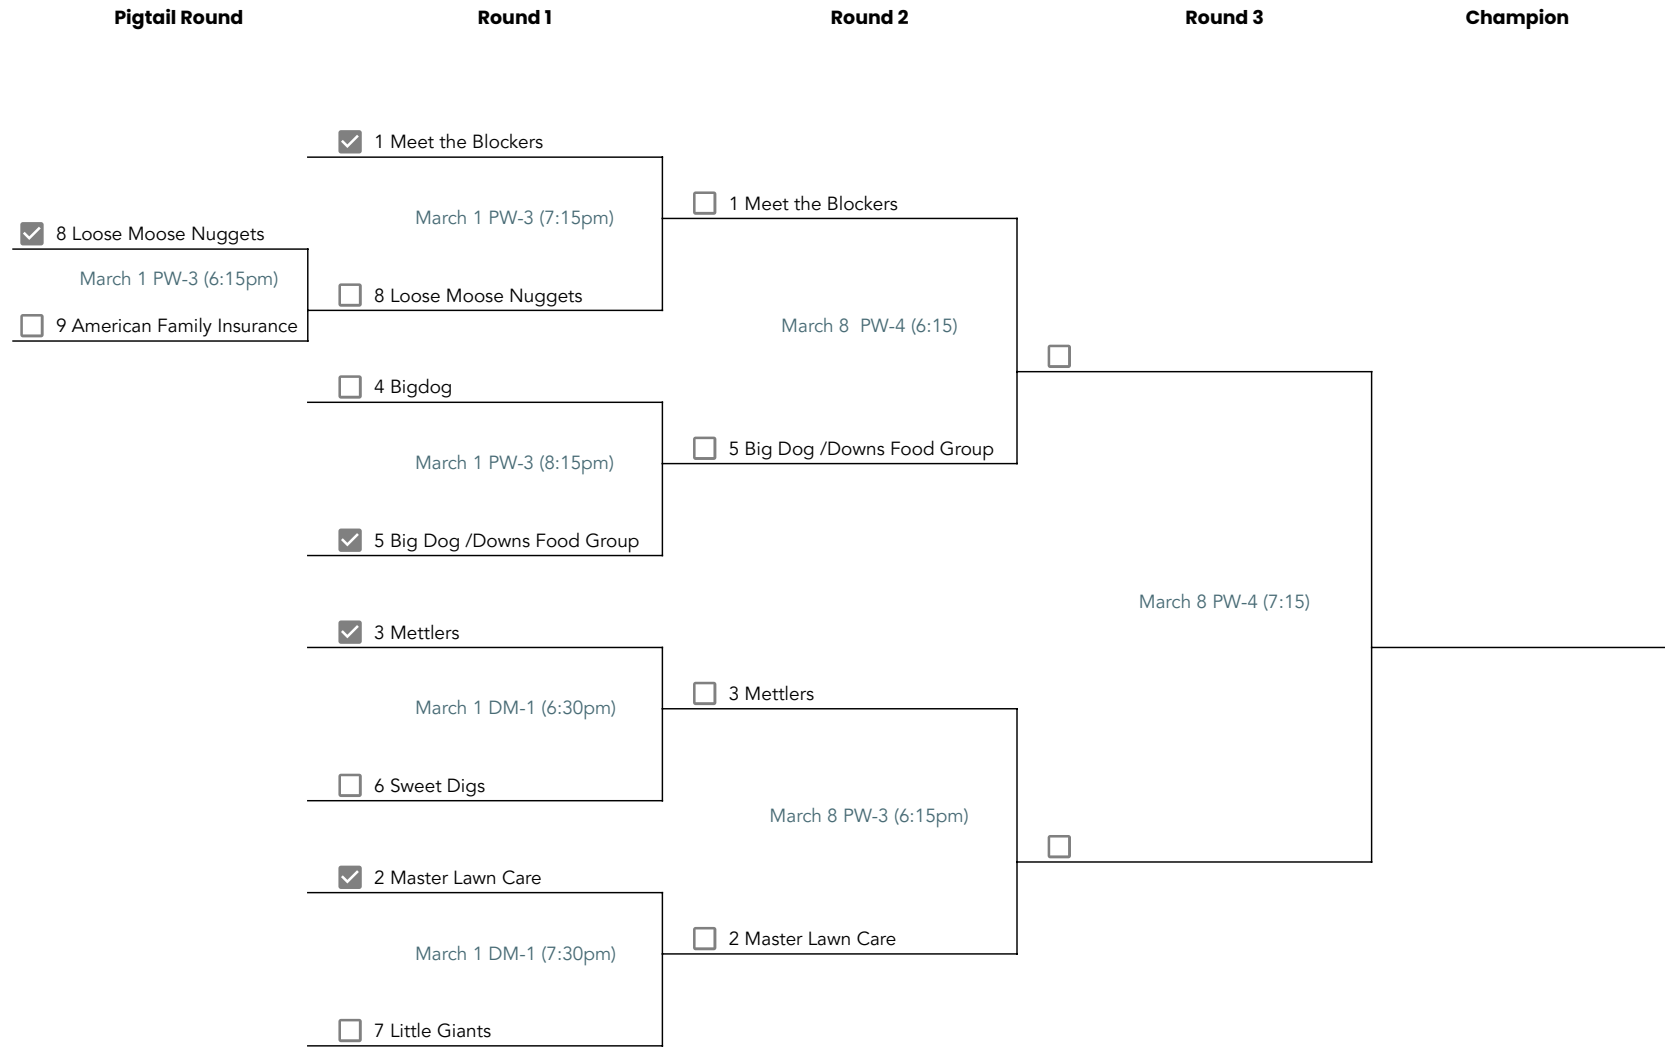 Pigtail Round
Round 1
Round 2
Round 3
Champion
1 Meet the Blockers
March 1 PW-3 (7:15pm)
1 Meet the Blockers
8 Loose Moose Nuggets
March 1 PW-3 (6:15pm)
8 Loose Moose Nuggets
9 American Family Insurance
March 8  PW-4 (6:15)
4 Bigdog
March 1 PW-3 (8:15pm)
5 Big Dog /Downs Food Group
5 Big Dog /Downs Food Group
March 8 PW-4 (7:15)
3 Mettlers
March 1 DM-1 (6:30pm)
3 Mettlers
6 Sweet Digs
March 8 PW-3 (6:15pm)
2 Master Lawn Care
March 1 DM-1 (7:30pm)
2 Master Lawn Care
7 Little Giants